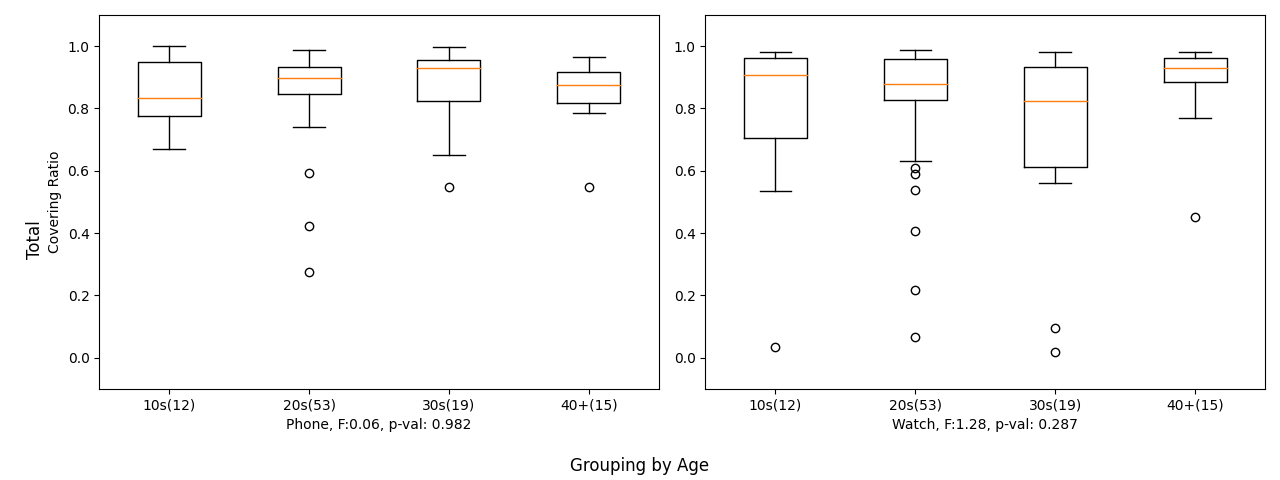 Total
Covering Ratio
1.0
0.8
0.6
0.4
0.2
0.0
10s(12) 20s(53) 30s(19) 40+(15)
Phone, F:0.06, p-val: 0.982
1.0
0.8
0.6
0.4
0.2
0.0
10s(12) 20s(53) 30s(19) 40+(15)
Watch, F:1.28, p-val: 0.287
Grouping by Age